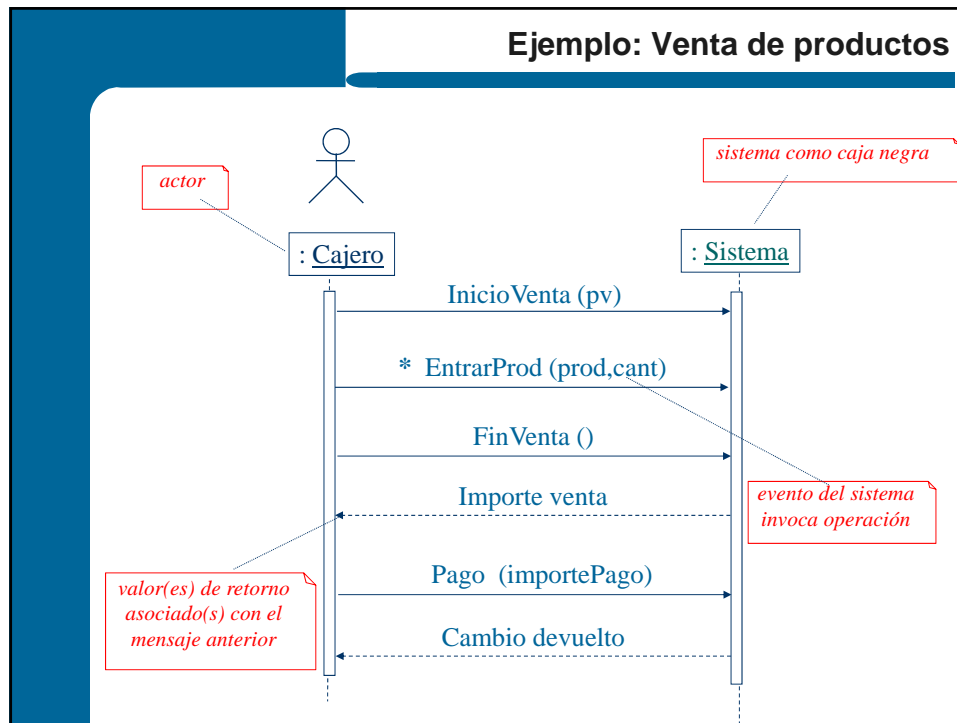 Ejemplo: Venta de productos
sistema como caja negra
actor
: Cajero
: Sistema
InicioVenta (pv)
* EntrarProd (prod,cant)
FinVenta ()
Importe venta
evento del sistema
invoca operación
Pago (importePago)
valor(es) de retorno
asociado(s) con el
mensaje anterior
Cambio devuelto